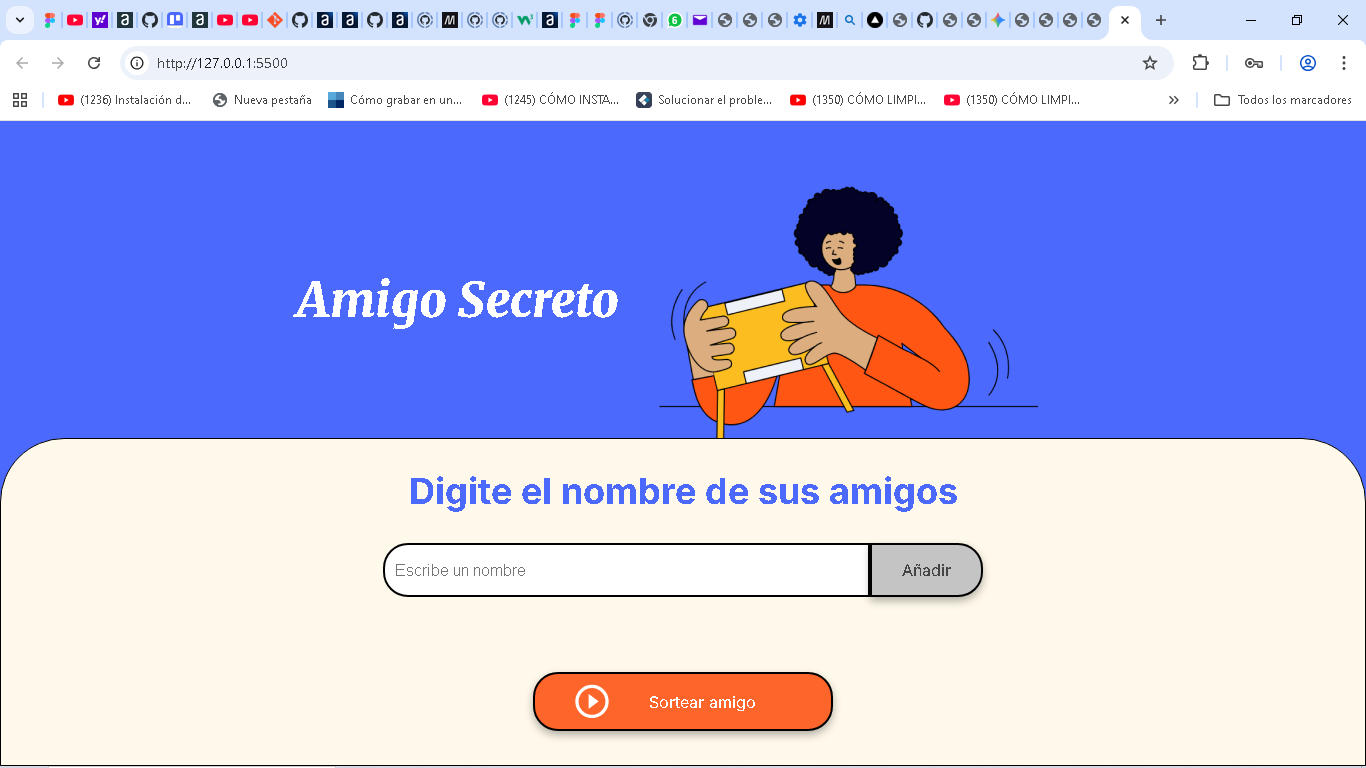 http://127.0.0.1:5500
(1236) Instalación d...
Nueva pestaña
Cómo grabar en un...
(1245) CÓMO INSTA...
Solucionar el proble...
(1350) CÓMO LIMPI...
(1350) CÓMO LIMPI...
Todos los marcadores
Amigo Secreto
Digite el nombre de sus amigos
Escribe un nombre
Añadir
Sortear amigo